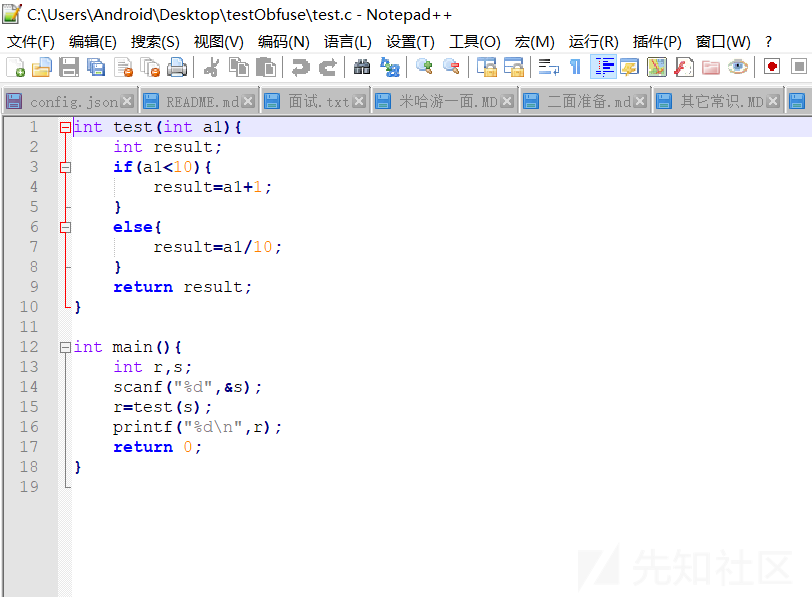 C:\Users\Android\Desktop\testObfuse\test.c - Notepad++
文件(F) 编辑(E) 搜索(S) 视图(V) 编码(N) 语言(L) 设置(T) 工具(O) 宏(M) 运行(R) 插件(P) 窗口(W) ?
config.json README.md 面试.txt 米哈游一面.MD 二面准备.md 其它常识.MD
1 int test(int a1){
2     int result;
3     if(a1<10){
4         result=a1+1;
5     }
6     else{
7         result=a1/10;
8     }
9     return result;
10 }
11
12 int main(){
13     int r,s;
14     scanf("%d",&s);
15     r=test(s);
16     printf("%d\n",r);
17     return 0;
18 }
19
先知社区